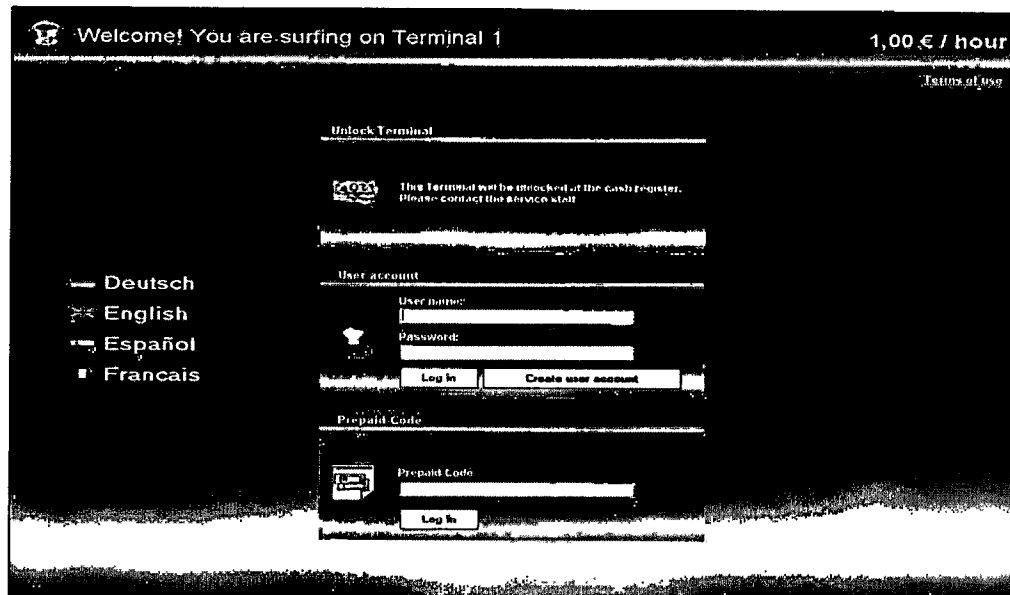 Welcome! You are surfing on Terminal 1
1,00 € / hour
Terms of use
Unlock Terminal
This Terminal will be unlocked at the cash register.
Please contact the service staff
Deutsch
English
Español
Francais
User account
User name:
Password:
Log in
Create user account
Prepaid Code
Prepaid Code
Log in